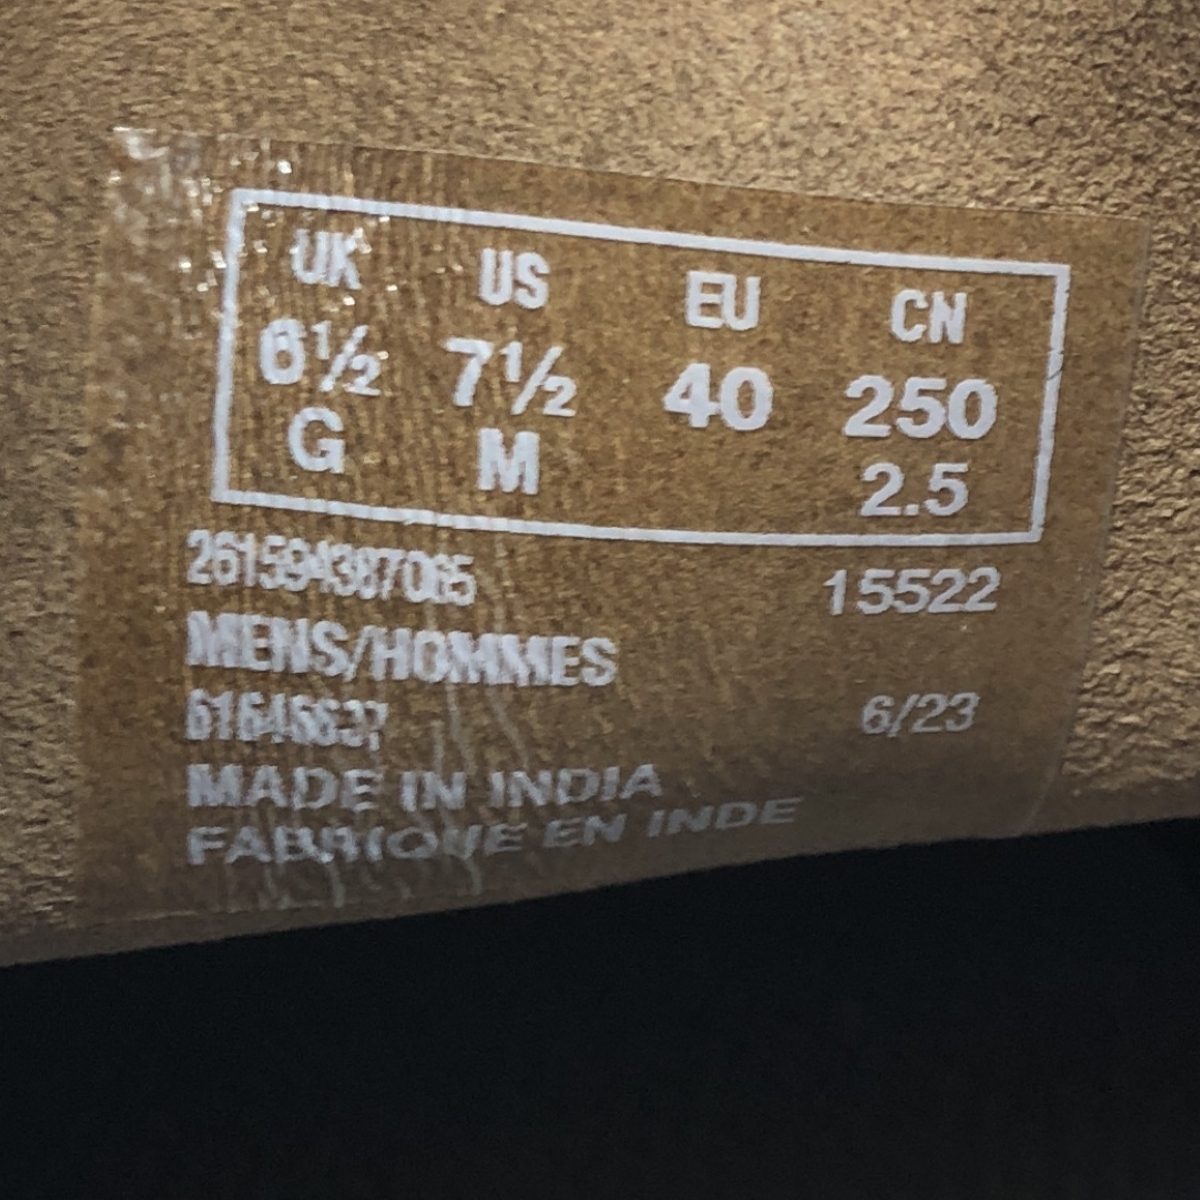 UK US EU CN
6½ 7½ 40 250
G M 2.5
261594387065 15522
MENS/HOMMES
61646637 6/23
MADE IN INDIA
FABRIQUE EN INDE